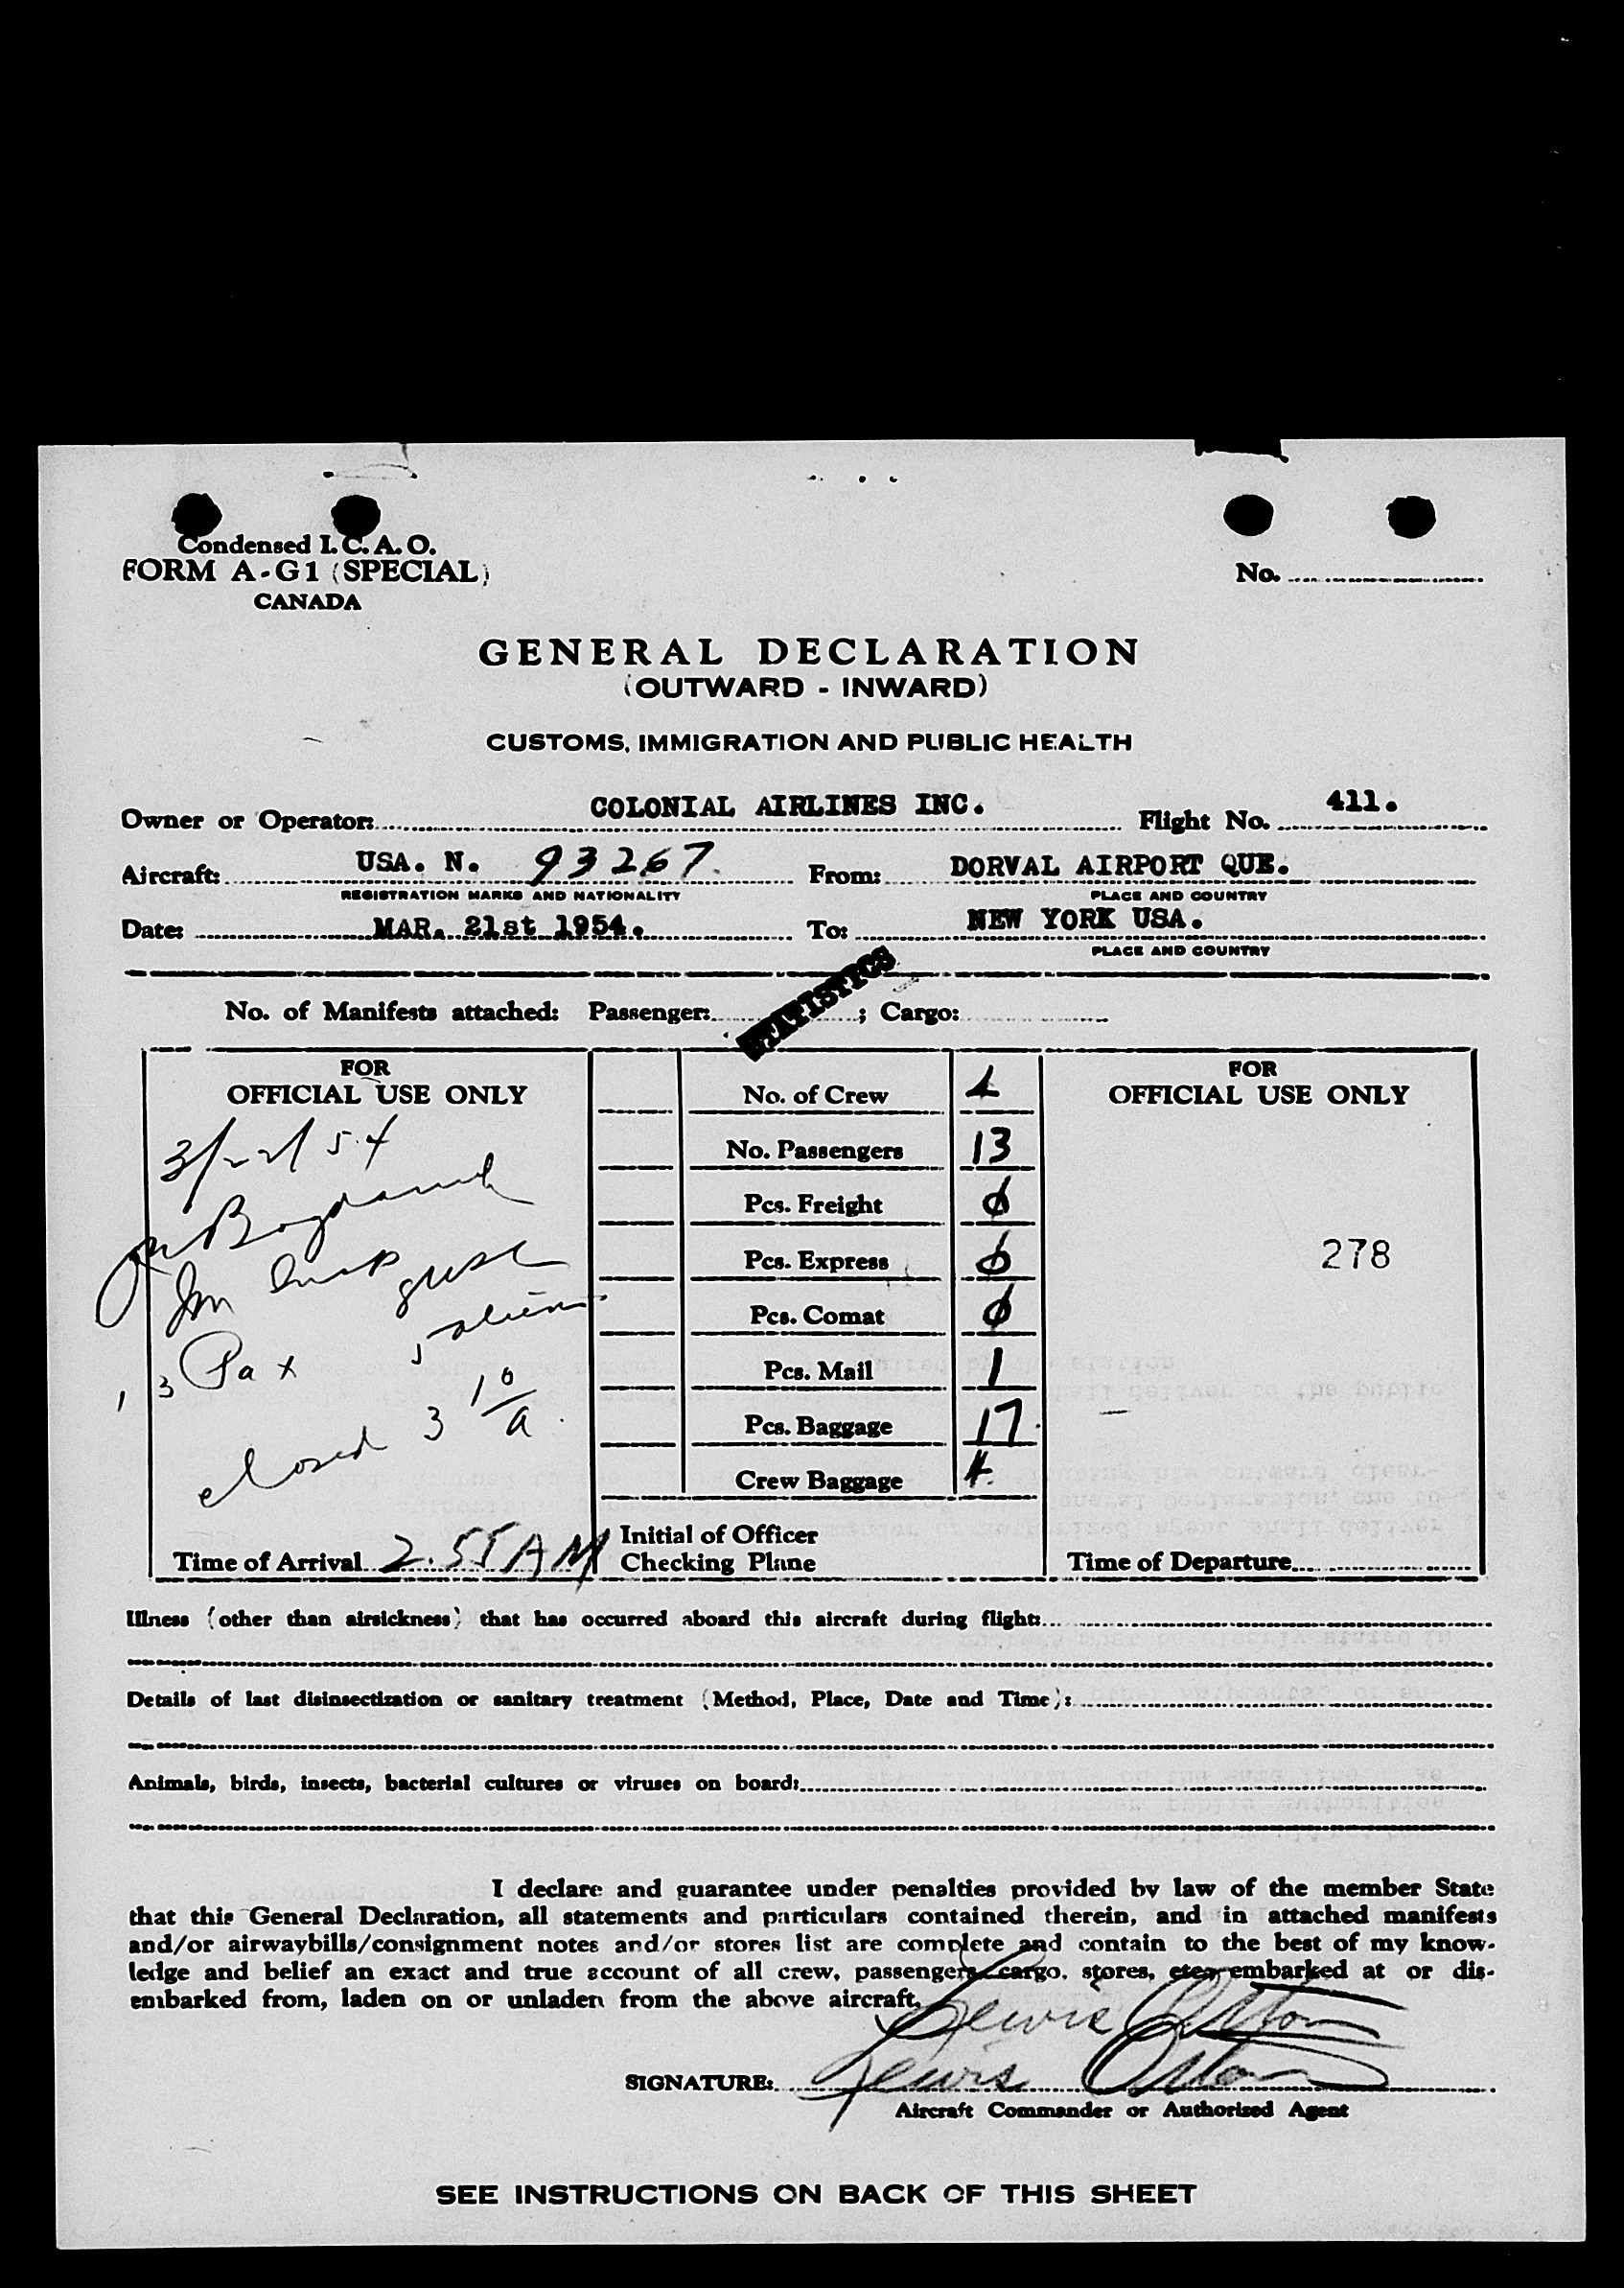 Condensed I.C.A.O.
FORM A-G1 (SPECIAL)
CANADA
No.
GENERAL DECLARATION
(OUTWARD - INWARD)
CUSTOMS, IMMIGRATION AND PUBLIC HEALTH
Owner or Operator: COLONIAL AIRLINES INC. Flight No. 411.
Aircraft: USA. N. 93267. From: DORVAL AIRPORT QUE.
REGISTRATION MARKS AND NATIONALITY PLACE AND COUNTRY
Date: MAR. 21st 1954. To: NEW YORK USA.
PLACE AND COUNTRY
STATISTICS
No. of Manifests attached: Passenger: ; Cargo:
FOR
OFFICIAL USE ONLY
3/22/54
13 Pax
closed 3 10/a
Time of Arrival 2.55 AM
No. of Crew
No. Passengers 13
Pcs. Freight 0
Pcs. Express 0
Pcs. Comat 0
Pcs. Mail 1
Pcs. Baggage 17
Crew Baggage 4.
Initial of Officer
Checking Plane
FOR
OFFICIAL USE ONLY
278
Time of Departure
Illness (other than airsickness) that has occurred aboard this aircraft during flight:
Details of last disinsectization or sanitary treatment (Method, Place, Date and Time):
Animals, birds, insects, bacterial cultures or viruses on board:
I declare and guarantee under penalties provided by law of the member State
that this General Declaration, all statements and particulars contained therein, and in attached manifests
and/or airwaybills/consignment notes and/or stores list are complete and contain to the best of my know-
ledge and belief an exact and true account of all crew, passengers, cargo, stores, etc., embarked at or dis-
embarked from, laden on or unladen from the above aircraft.
Lewis
SIGNATURE: Lewis
Aircraft Commander or Authorized Agent
SEE INSTRUCTIONS ON BACK OF THIS SHEET